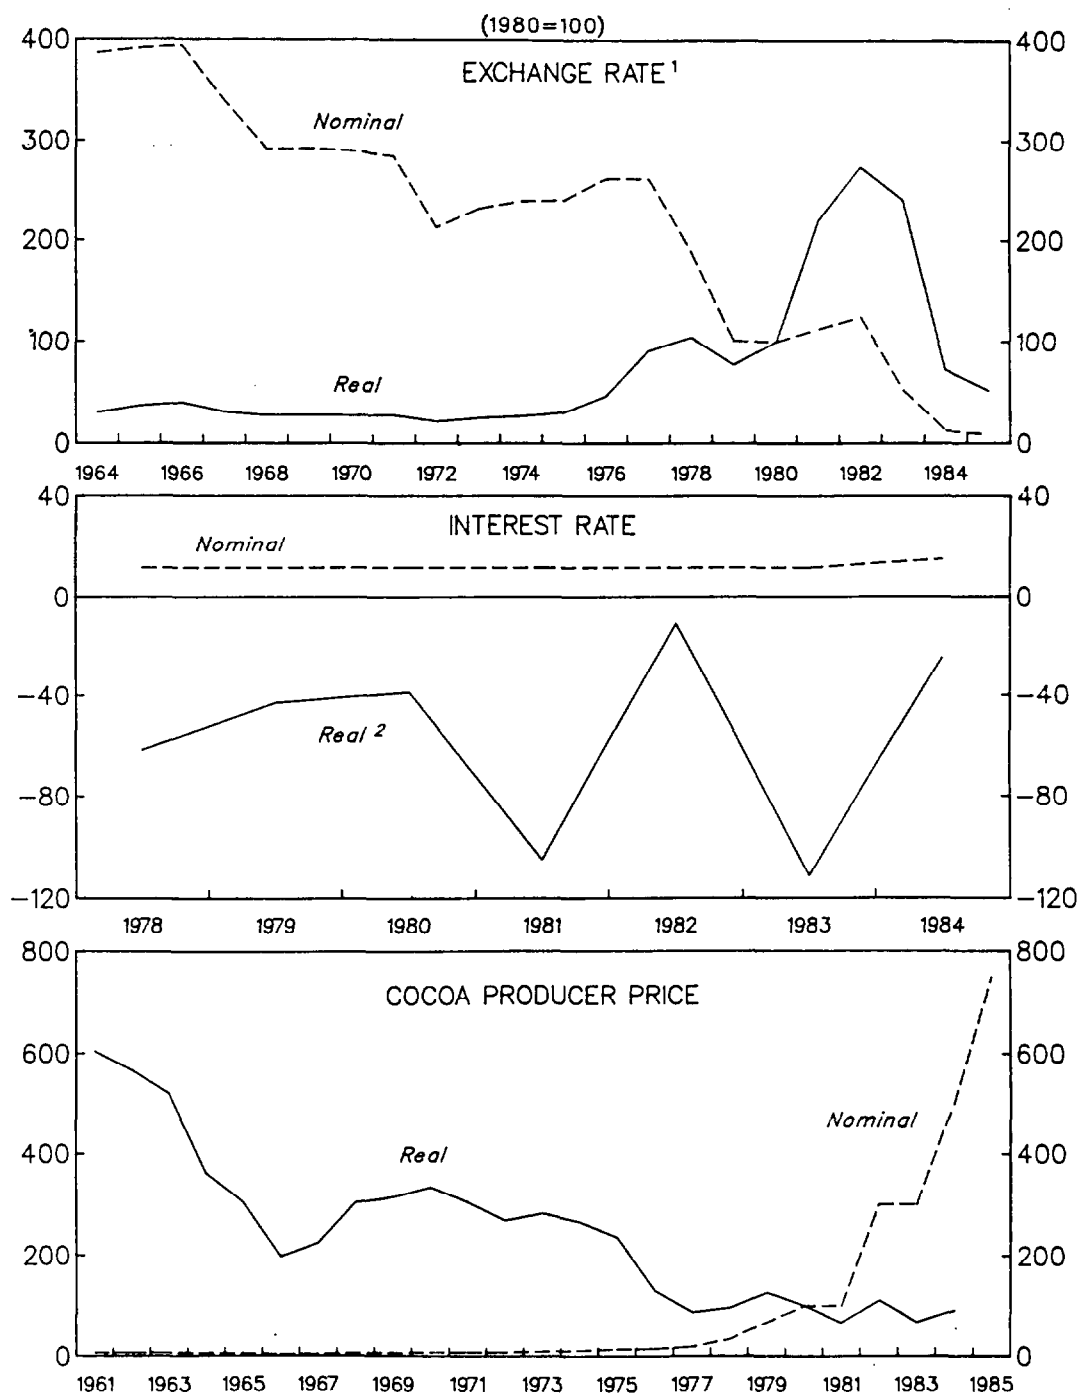 (1980=100)
400 400
EXCHANGE RATE¹
Nominal
300 300
200 200
100 100
Real
0 0
1964 1966 1968 1970 1972 1974 1976 1978 1980 1982 1984
40 40
INTEREST RATE
Nominal
0 0
−40 −40
Real ²
−80 −80
−120 −120
1978 1979 1980 1981 1982 1983 1984
800 800
COCOA PRODUCER PRICE
600 600
Nominal
400 400
Real
200 200
0 0
1961 1963 1965 1967 1969 1971 1973 1975 1977 1979 1981 1983 1985